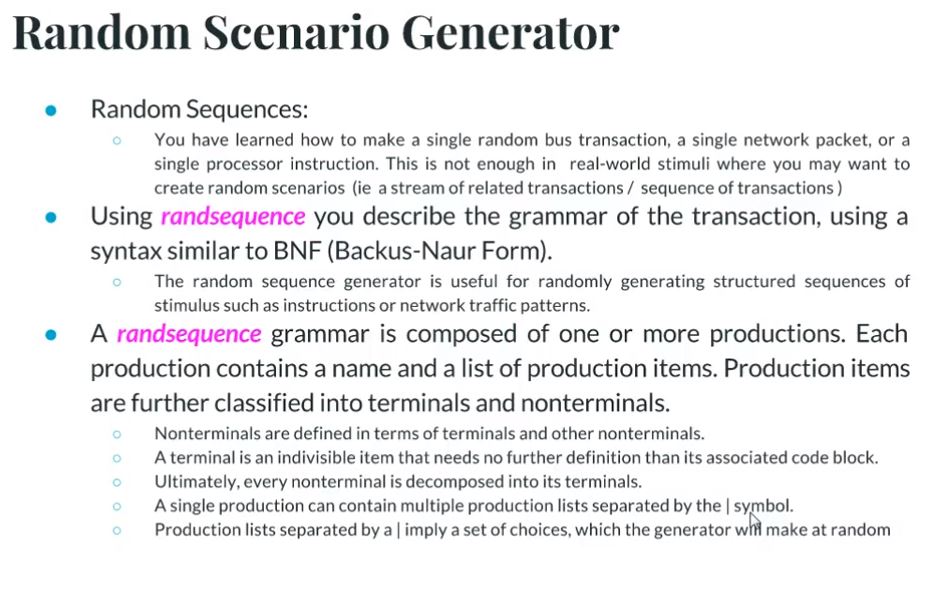 Random Scenario Generator
● Random Sequences:
○ You have learned how to make a single random bus transaction, a single network packet, or a
single processor instruction. This is not enough in real-world stimuli where you may want to
create random scenarios (ie a stream of related transactions / sequence of transactions )
● Using randsequence you describe the grammar of the transaction, using a
syntax similar to BNF (Backus-Naur Form).
○ The random sequence generator is useful for randomly generating structured sequences of
stimulus such as instructions or network traffic patterns.
● A randsequence grammar is composed of one or more productions. Each
production contains a name and a list of production items. Production items
are further classified into terminals and nonterminals.
○ Nonterminals are defined in terms of terminals and other nonterminals.
○ A terminal is an indivisible item that needs no further definition than its associated code block.
○ Ultimately, every nonterminal is decomposed into its terminals.
○ A single production can contain multiple production lists separated by the | symbol.
○ Production lists separated by a | imply a set of choices, which the generator will make at random